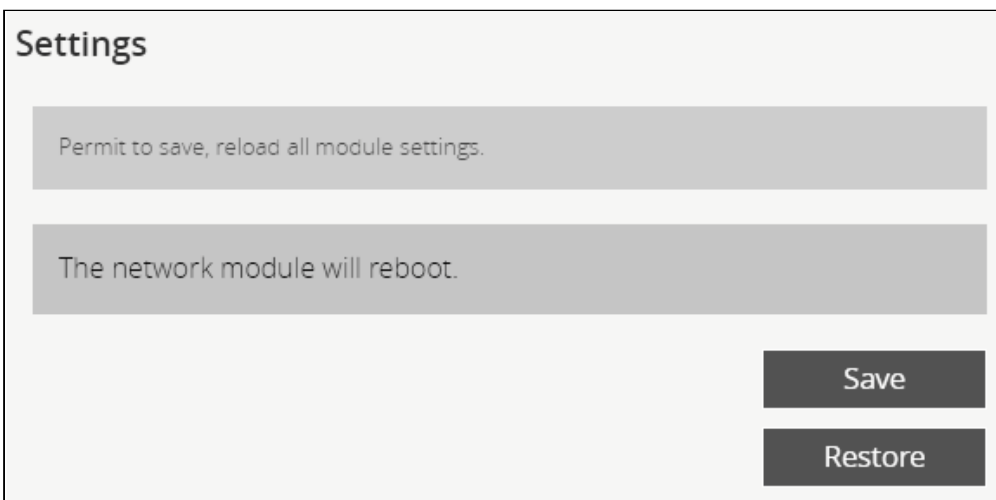 Settings
Permit to save, reload all module settings.
The network module will reboot.
Save
Restore